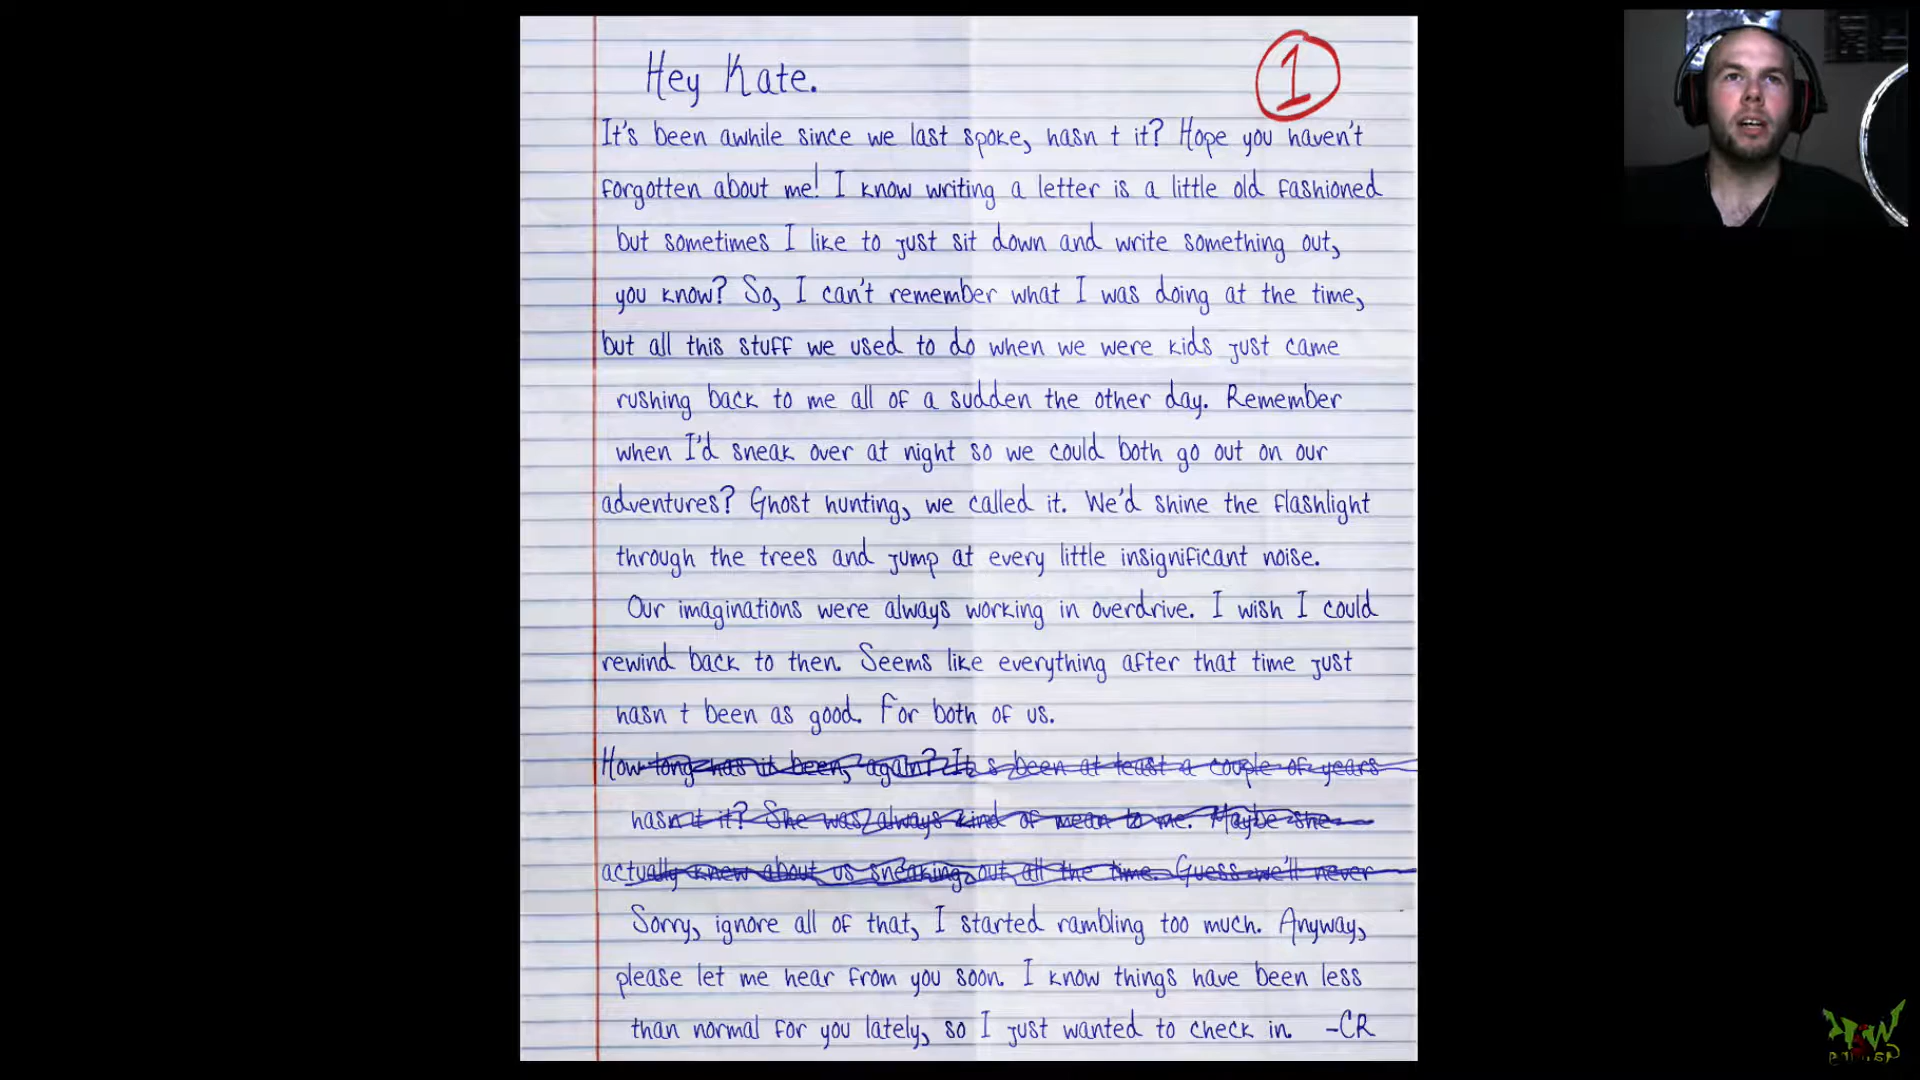 Hey Kate.
1
It's been awhile since we last spoke, hasn t it? Hope you haven't
forgotten about me! I know writing a letter is a little old fashioned
but sometimes I like to just sit down and write something out,
you know? So, I can't remember what I was doing at the time,
but all this stuff we used to do when we were kids just came
rushing back to me all of a sudden the other day. Remember
when I'd sneak over at night so we could both go out on our
adventures? Ghost hunting, we called it. We'd shine the flashlight
through the trees and jump at every little insignificant noise.
Our imaginations were always working in overdrive. I wish I could
rewind back to then. Seems like everything after that time just
hasn t been as good. For both of us.
How long has it been, again? It s been at least a couple of years
hasn t it? She was always kind of mean to me. Maybe she
actually knew about us sneaking out all the time. Guess we'll never
Sorry, ignore all of that, I started rambling too much. Anyway,
please let me hear from you soon. I know things have been less
than normal for you lately, so I just wanted to check in. -CR